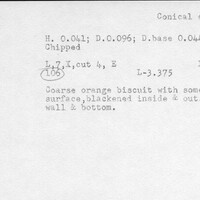 Conical
H. 0.041; D.0.096; D.base 0.044
Chipped
L,7,X,cut 4, E
106
L-3.375
Coarse orange biscuit with some
surface,blackened inside & out
wall & bottom.